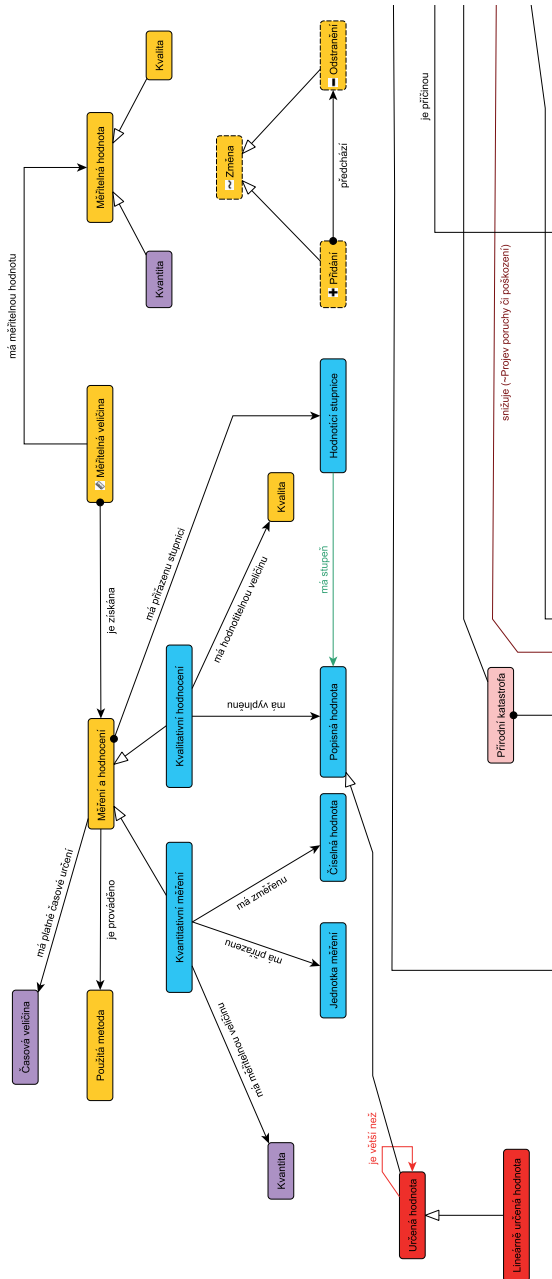 má měřitelnou hodnotu
Časová veličina
má platné časové určení
Použitá metoda
je prováděno
Měření a hodnocení
je získána
Měřitelná veličina
Měřitelná hodnota
Kvantita
Kvalita
Kvantitativní měření
Kvalitativní hodnocení
má přiřazenu stupnici
~ Změna
má měřitelnou veličinu
má přiřazenu
má změřenu
má vyplněnu
má hodnotitelnou veličinu
Kvantita
Kvalita
Jednotka měření
Číselná hodnota
Popisná hodnota
má stupeň
Hodnotící stupnice
+ Přidání
předchází
− Odstranění
je větší než
Určená hodnota
je příčinou
Přírodní katastrofa
snižuje (~Projev poruchy či poškození)
Lineárně určená hodnota